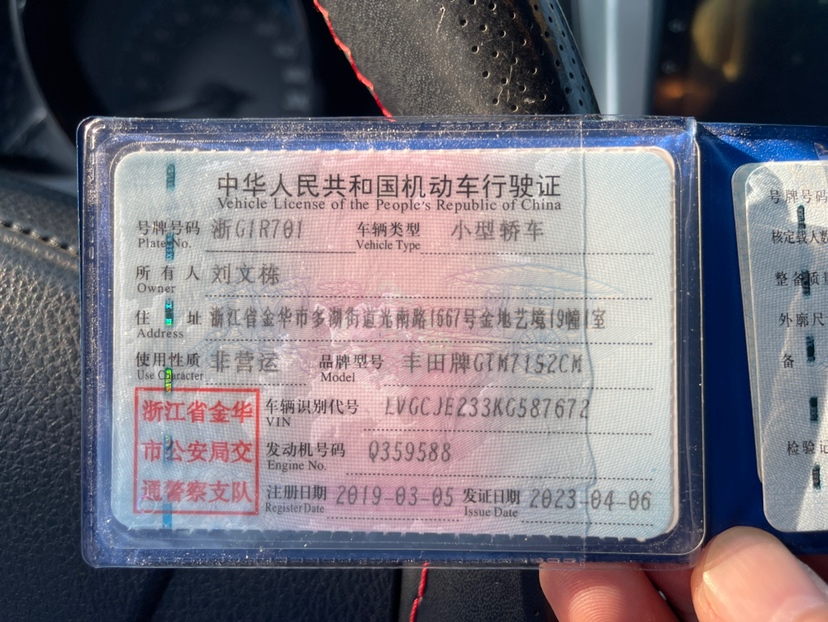 中华人民共和国机动车行驶证
Vehicle License of the People's Republic of China
号牌号码 浙G1R701 车辆类型 小型轿车
Plate No. Vehicle Type
所有人 刘文栋
Owner
住址 浙江省金华市多湖街道光南路1667号金地艺境19幢1室
Address
使用性质 非营运 品牌型号 丰田牌GTM7152CM
Use Character Model
浙江省金华
市公安局交
通警察支队
车辆识别代号 LVGCJE233KG587672
VIN
发动机号码 Q359588
Engine No.
注册日期 2019-03-05 发证日期 2023-04-06
Register Date Issue Date
号牌号码
核定载人数
整备质
外廓尺
备
检验记